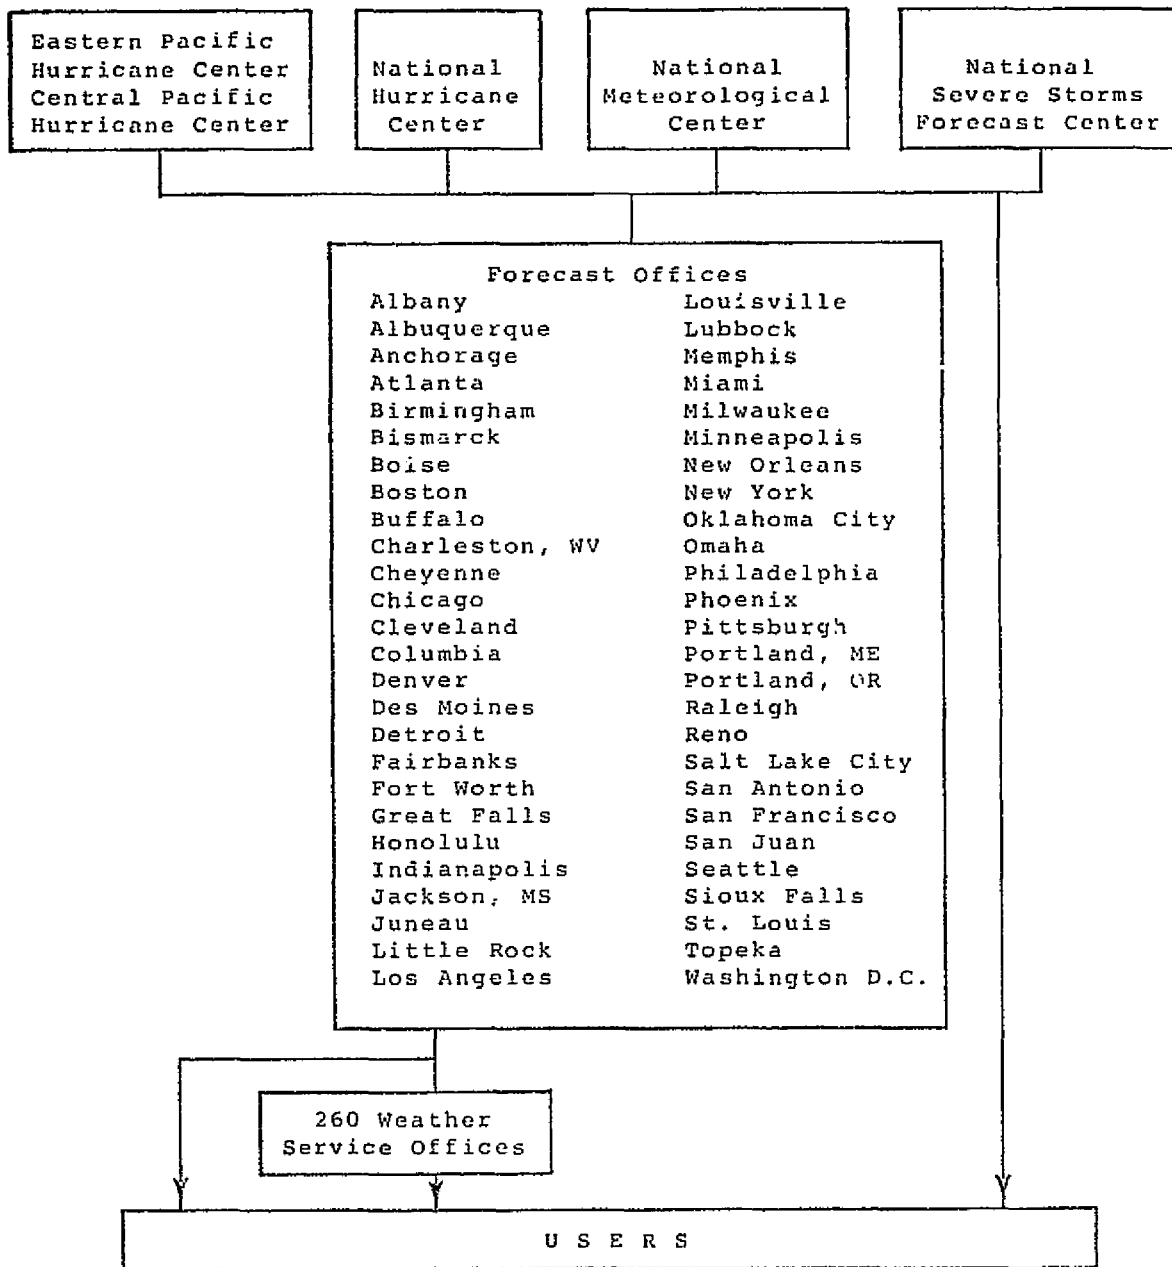 Eastern Pacific
Hurricane Center
Central Pacific
Hurricane Center
National
Hurricane
Center
National
Meteorological
Center
National
Severe Storms
Forecast Center
Forecast Offices
Albany Louisville
Albuquerque Lubbock
Anchorage Memphis
Atlanta Miami
Birmingham Milwaukee
Bismarck Minneapolis
Boise New Orleans
Boston New York
Buffalo Oklahoma City
Charleston, WV Omaha
Cheyenne Philadelphia
Chicago Phoenix
Cleveland Pittsburgh
Columbia Portland, ME
Denver Portland, OR
Des Moines Raleigh
Detroit Reno
Fairbanks Salt Lake City
Fort Worth San Antonio
Great Falls San Francisco
Honolulu San Juan
Indianapolis Seattle
Jackson, MS Sioux Falls
Juneau St. Louis
Little Rock Topeka
Los Angeles Washington D.C.
260 Weather
Service Offices
U S E R S